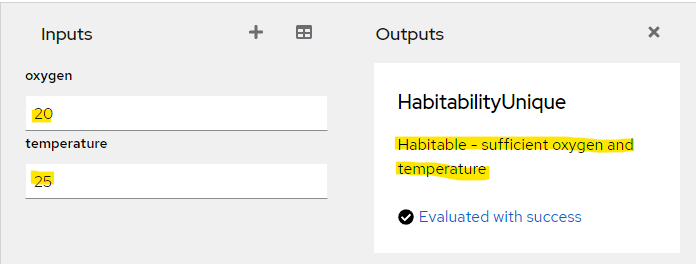 Inputs
Outputs
oxygen
20
temperature
25
HabitabilityUnique
Habitable - sufficient oxygen and
temperature
Evaluated with success